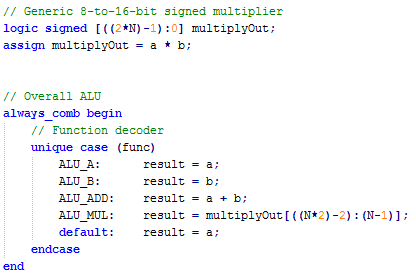 // Generic 8-to-16-bit signed multiplier
logic signed [((2*N)-1):0] multiplyOut;
assign multiplyOut = a * b;
// Overall ALU
always_comb begin
// Function decoder
unique case (func)
ALU_A: result = a;
ALU_B: result = b;
ALU_ADD: result = a + b;
ALU_MUL: result = multiplyOut[((N*2)-2):(N-1)];
default: result = a;
endcase
end